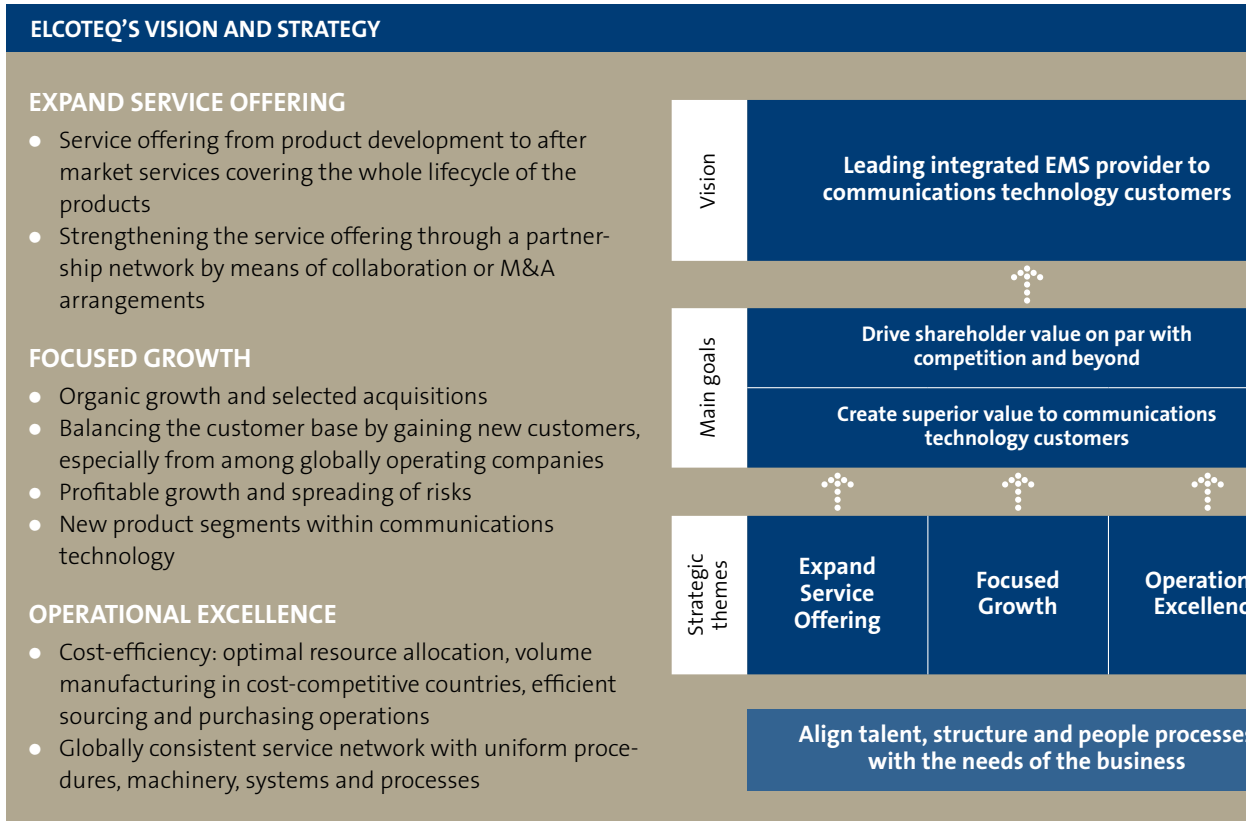 ELCOTEQ’S VISION AND STRATEGY
EXPAND SERVICE OFFERING
● Service offering from product development to after
market services covering the whole lifecycle of the
products
● Strengthening the service offering through a partner-
ship network by means of collaboration or M&A
arrangements
FOCUSED GROWTH
● Organic growth and selected acquisitions
● Balancing the customer base by gaining new customers,
especially from among globally operating companies
● Profitable growth and spreading of risks
● New product segments within communications
technology
OPERATIONAL EXCELLENCE
● Cost-efficiency: optimal resource allocation, volume
manufacturing in cost-competitive countries, efficient
sourcing and purchasing operations
● Globally consistent service network with uniform proce-
dures, machinery, systems and processes
Vision
Leading integrated EMS provider to
communications technology customers
Main goals
Drive shareholder value on par with
competition and beyond
Create superior value to communications
technology customers
Strategic
themes
Expand
Service
Offering
Focused
Growth
Operation
Excellenc
Align talent, structure and people processes
with the needs of the business